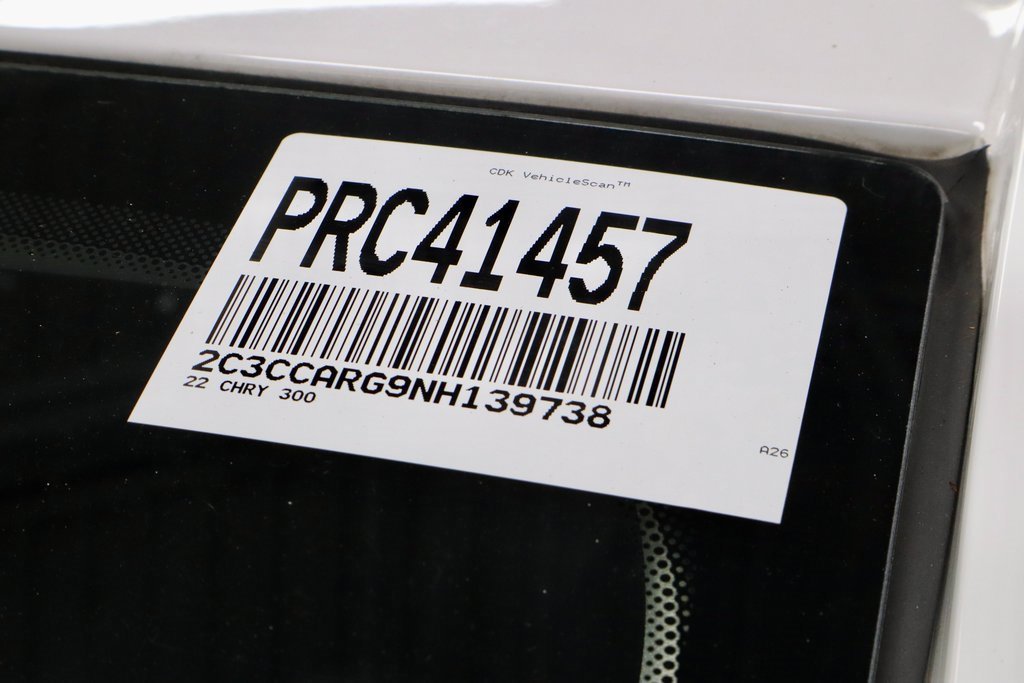 CDK VehicleScan™
PRC41457
2C3CCARG9NH139738
22 CHRY 300
A26